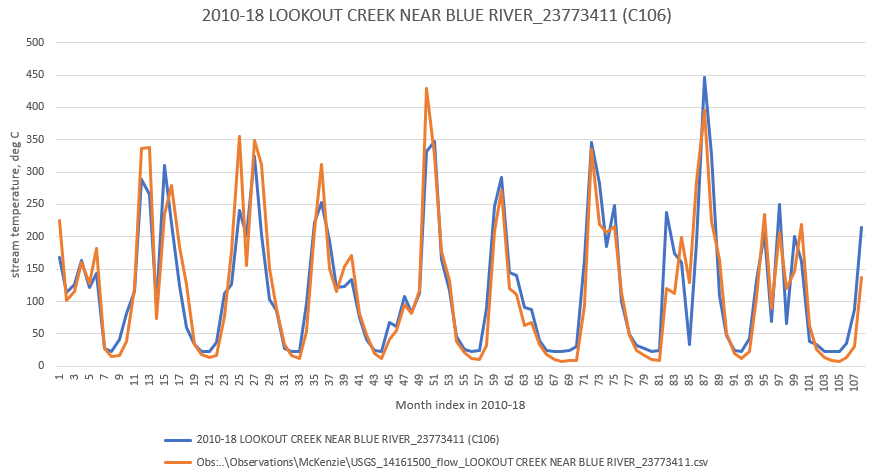 2010-18 LOOKOUT CREEK NEAR BLUE RIVER_23773411 (C106)
stream temperature, deg C
500
450
400
350
300
250
200
150
100
50
0
1 3 5 7 9 11 13 15 17 19 21 23 25 27 29 31 33 35 37 39 41 43 45 47 49 51 53 55 57 59 61 63 65 67 69 71 73 75 77 79 81 83 85 87 89 91 93 95 97 99 101 103 105 107
Month index in 2010-18
2010-18 LOOKOUT CREEK NEAR BLUE RIVER_23773411 (C106)
Obs:..\Observations\McKenzie\USGS_14161500_flow_LOOKOUT CREEK NEAR BLUE RIVER_23773411.csv